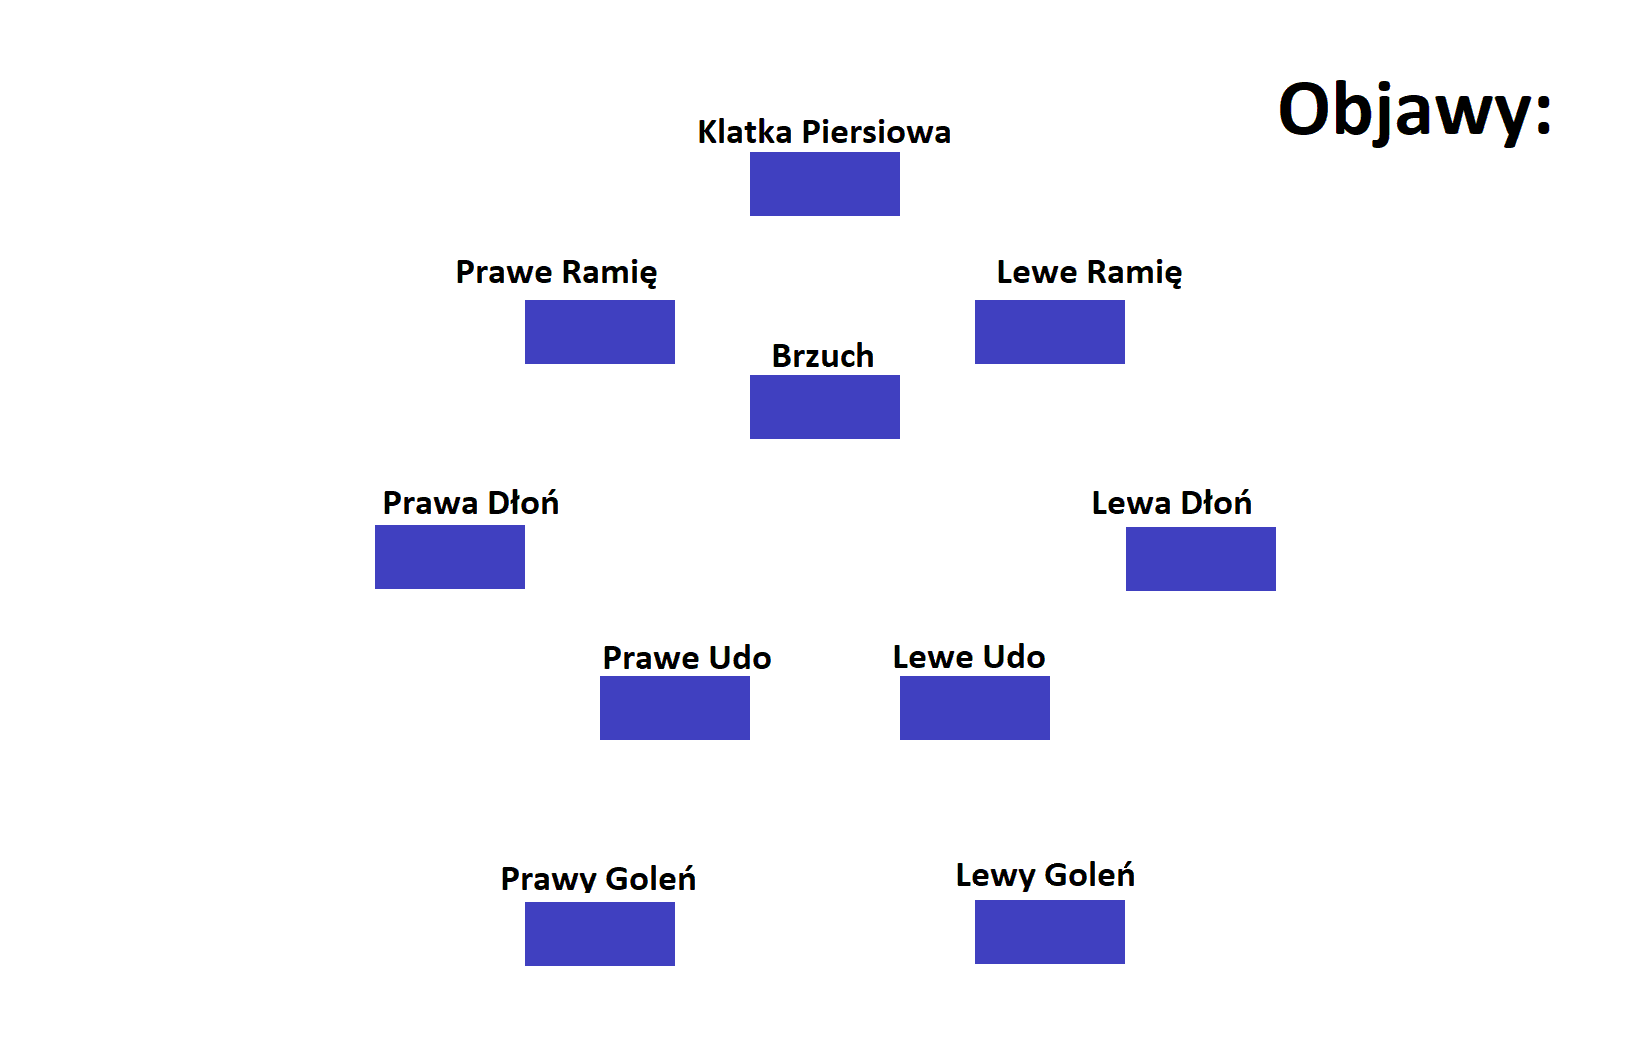 Objawy:
Klatka Piersiowa
Prawe Ramię
Lewe Ramię
Brzuch
Prawa Dłoń
Lewa Dłoń
Prawe Udo
Lewe Udo
Prawy Goleń
Lewy Goleń